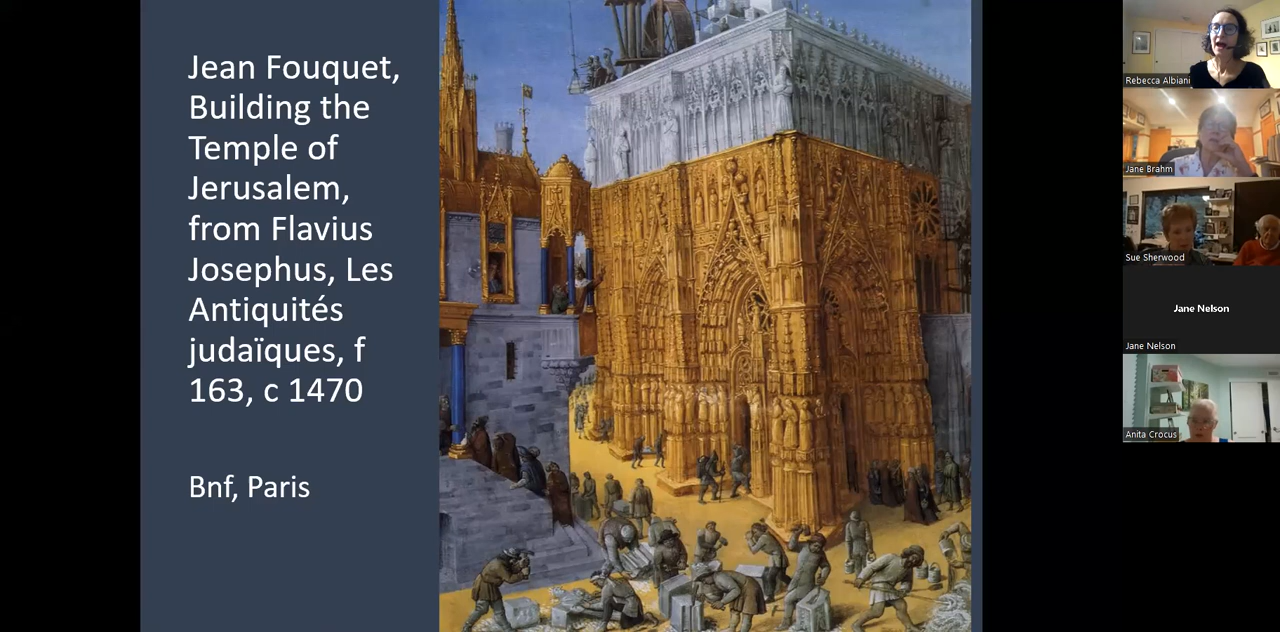 Jean Fouquet,
Building the
Temple of
Jerusalem,
from Flavius
Josephus, Les
Antiquités
judaïques, f
163, c 1470
Bnf, Paris
Rebecca Albiani
Jane Brahm
Sue Sherwood
Jane Nelson
Jane Nelson
Anita Crocus